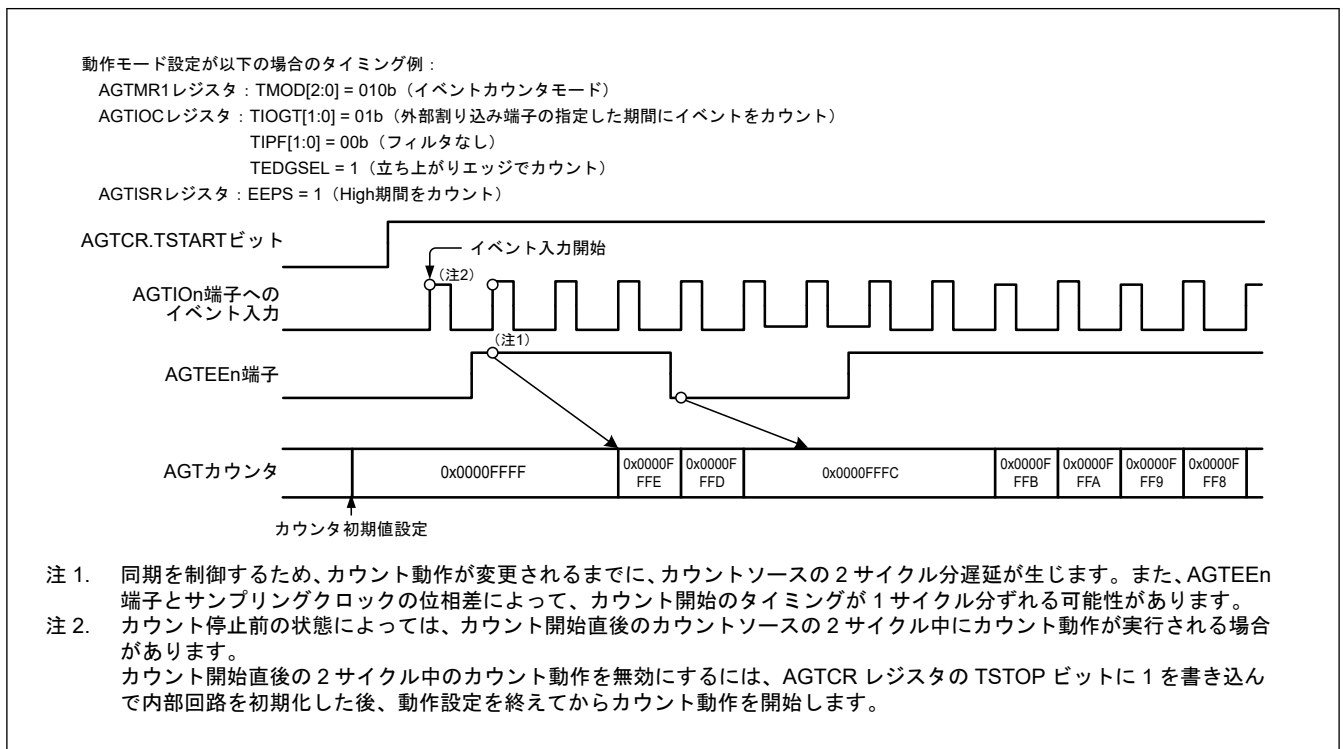 動作モード設定が以下の場合のタイミング例：
AGTMR1レジスタ：TMOD[2:0] = 010b（イベントカウンタモード）
AGTIOCレジスタ：TIOGT[1:0] = 01b（外部割り込み端子の指定した期間にイベントをカウント）
TIPF[1:0] = 00b（フィルタなし）
TEDGSEL = 1（立ち上がりエッジでカウント）
AGTISRレジスタ：EEPS = 1（High期間をカウント）
AGTCR.TSTARTビット
イベント入力開始
（注2）
AGTIOn端子への
イベント入力
（注1）
AGTEEn端子
AGTカウンタ
0x0000FFFF
0x0000F
FFE
0x0000F
FFD
0x0000FFFC
0x0000F
FFB
0x0000F
FFA
0x0000F
FF9
0x0000F
FF8
カウンタ初期値設定
注 1. 同期を制御するため、カウント動作が変更されるまでに、カウントソースの 2 サイクル分遅延が生じます。また、AGTEEn
端子とサンプリングクロックの位相差によって、カウント開始のタイミングが 1 サイクル分ずれる可能性があります。
注 2. カウント停止前の状態によっては、カウント開始直後のカウントソースの 2 サイクル中にカウント動作が実行される場合
があります。
カウント開始直後の 2 サイクル中のカウント動作を無効にするには、AGTCR レジスタの TSTOP ビットに 1 を書き込ん
で内部回路を初期化した後、動作設定を終えてからカウント動作を開始します。